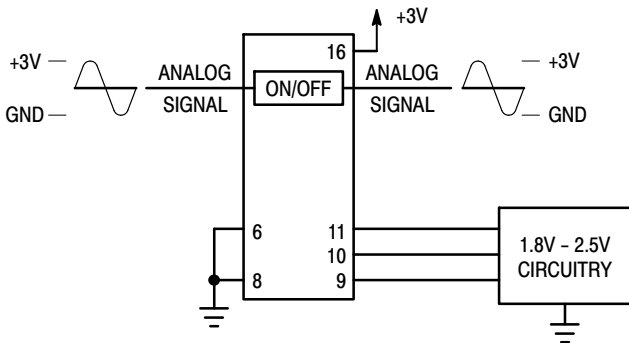 +3V
16
+3V
ANALOG
SIGNAL
ON/OFF
ANALOG
SIGNAL
+3V
GND
GND
6
8
11
10
9
1.8V – 2.5V
CIRCUITRY